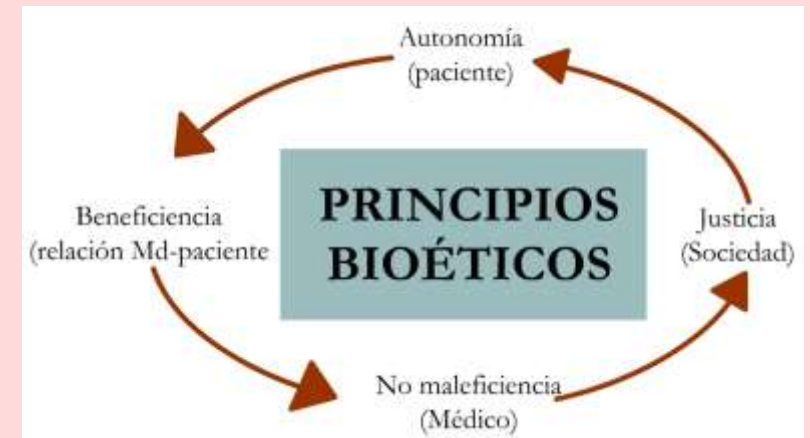 Autonomía
(paciente)
PRINCIPIOS
BIOÉTICOS
Beneficiencia
(relación Md-paciente
Justicia
(Sociedad)
No maleficiencia
(Médico)